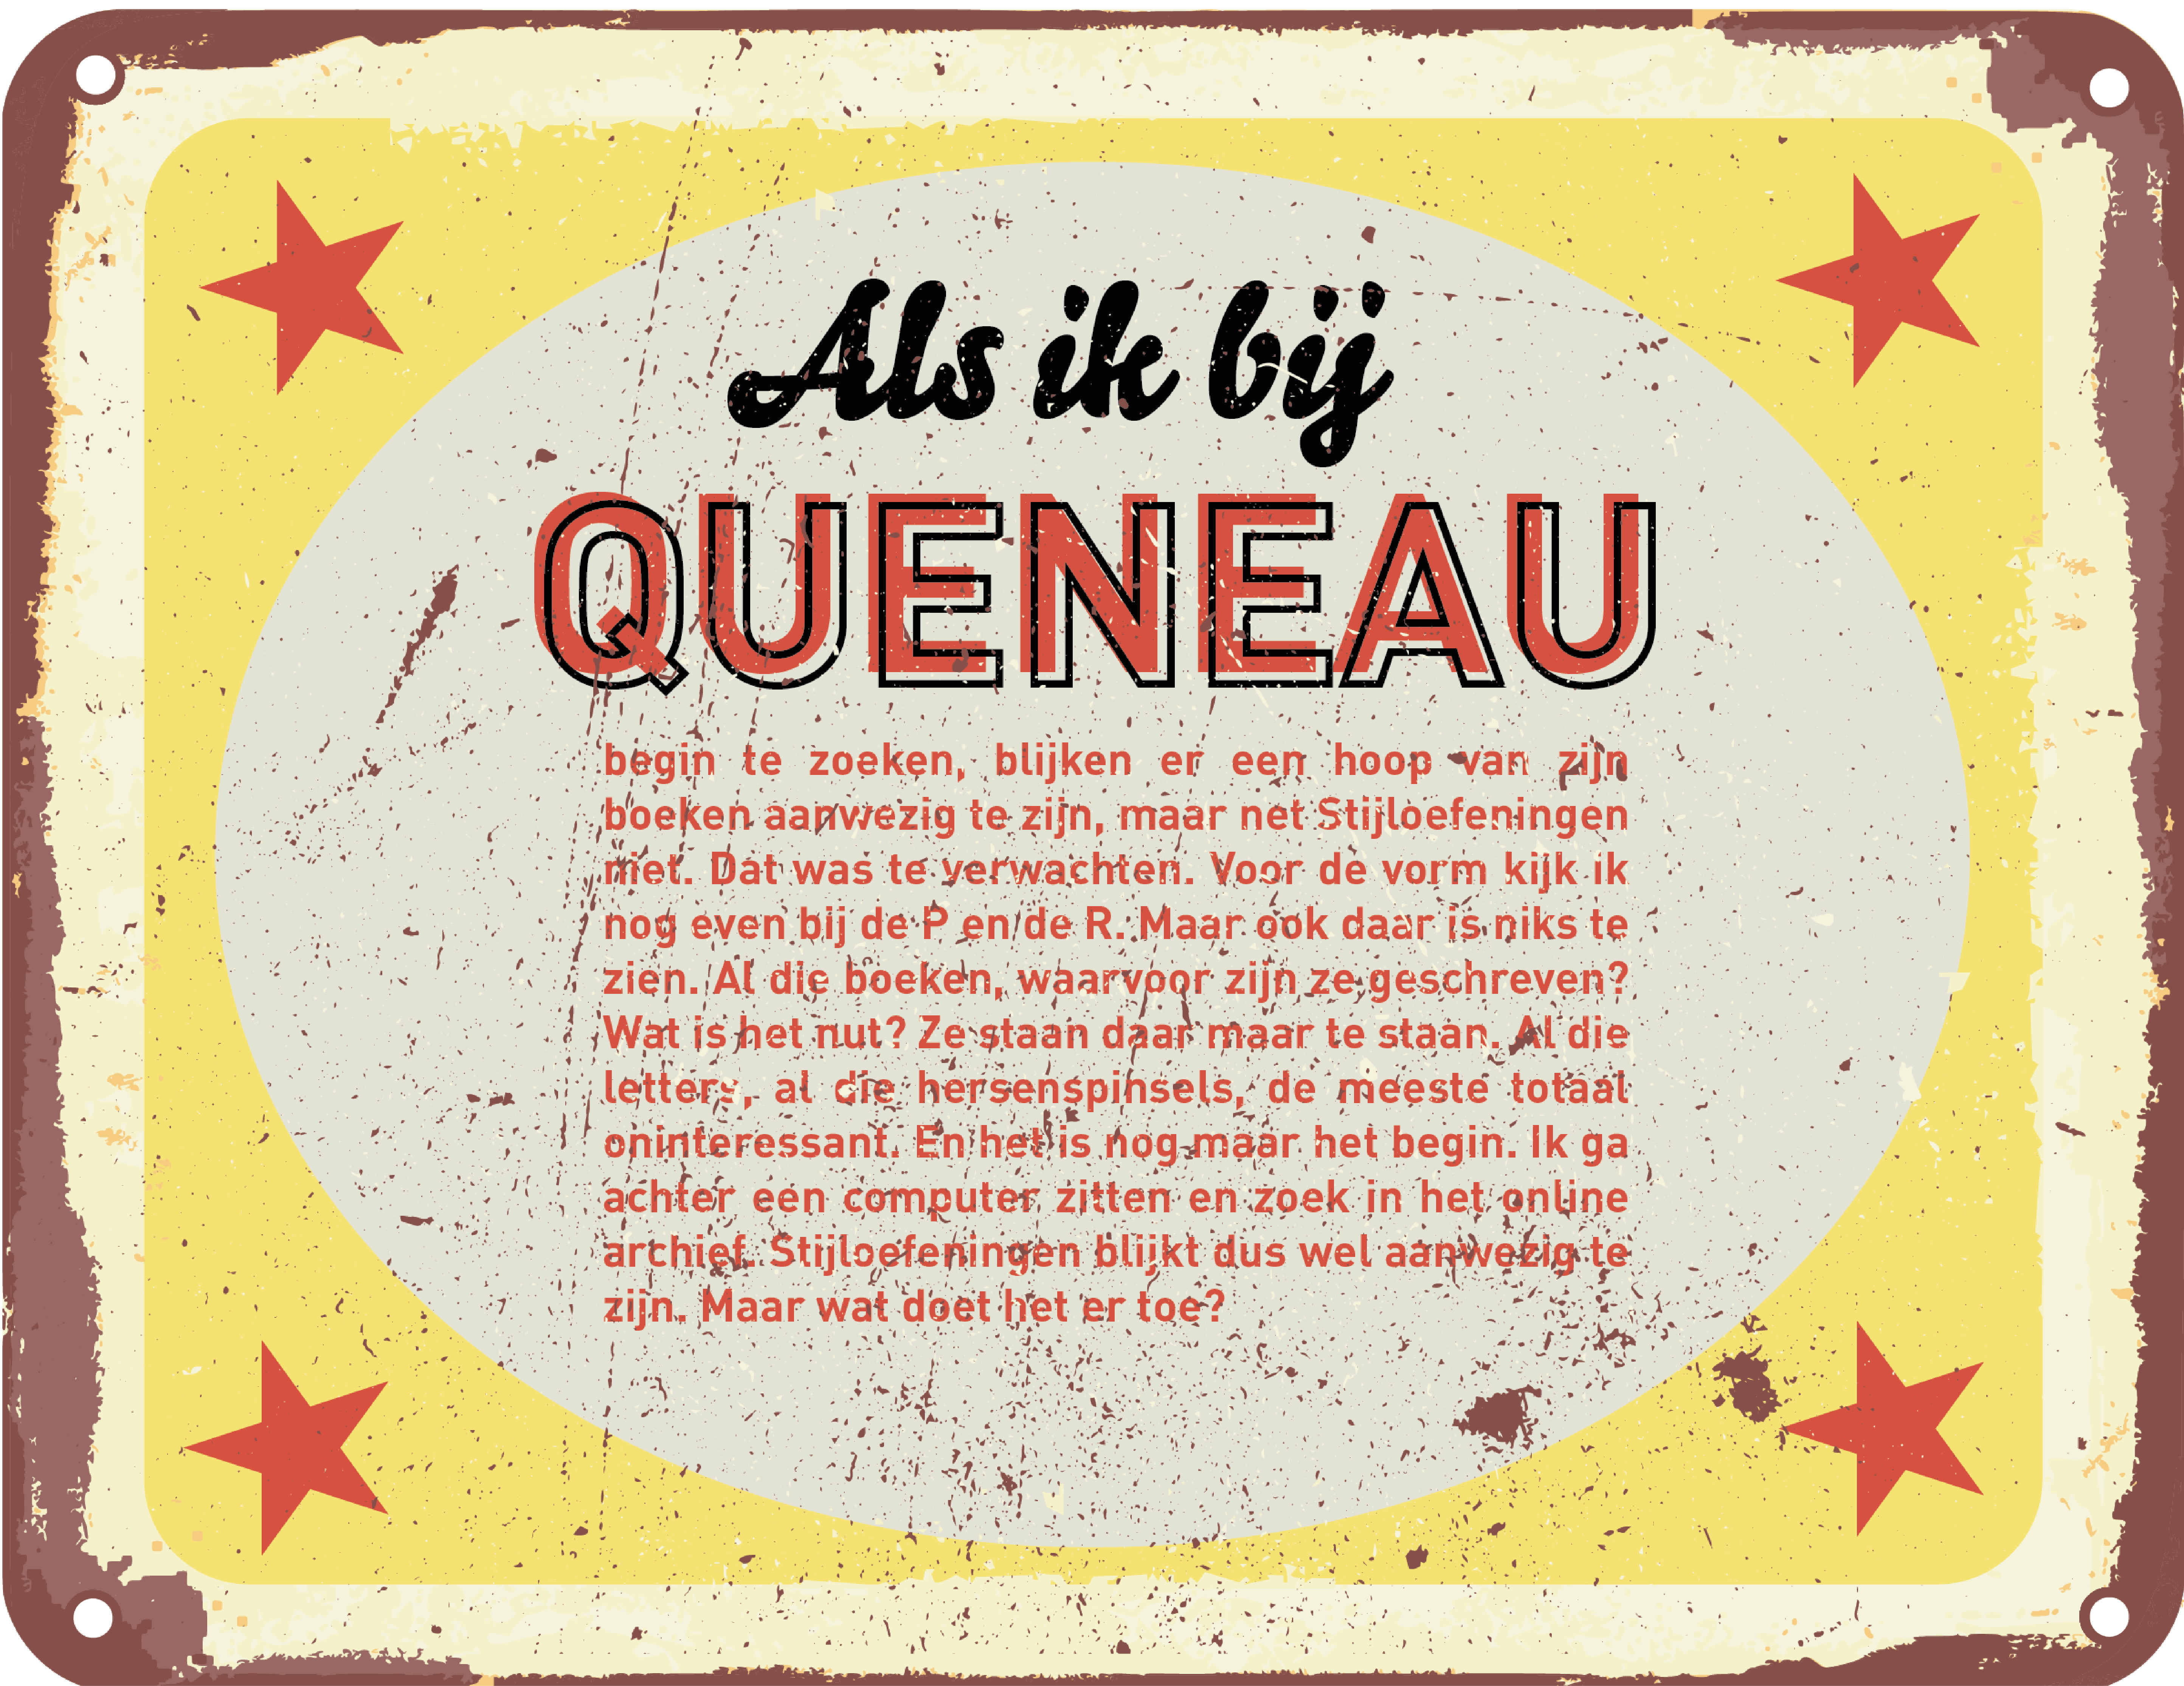 Als ik bij
QUENEAU
begin te zoeken, blijken er een hoop van zijn
boeken aanwezig te zijn, maar net Stijloefeningen
niet. Dat was te verwachten. Voor de vorm kijk ik
nog even bij de P en de R. Maar ook daar is niks te
zien. Al die boeken, waarvoor zijn ze geschreven?
Wat is het nut? Ze staan daar maar te staan. Al die
letters, al die hersenspinsels, de meeste totaal
oninteressant. En het is nog maar het begin. Ik ga
achter een computer zitten en zoek in het online
archief. Stijloefeningen blijkt dus wel aanwezig te
zijn. Maar wat doet het er toe?